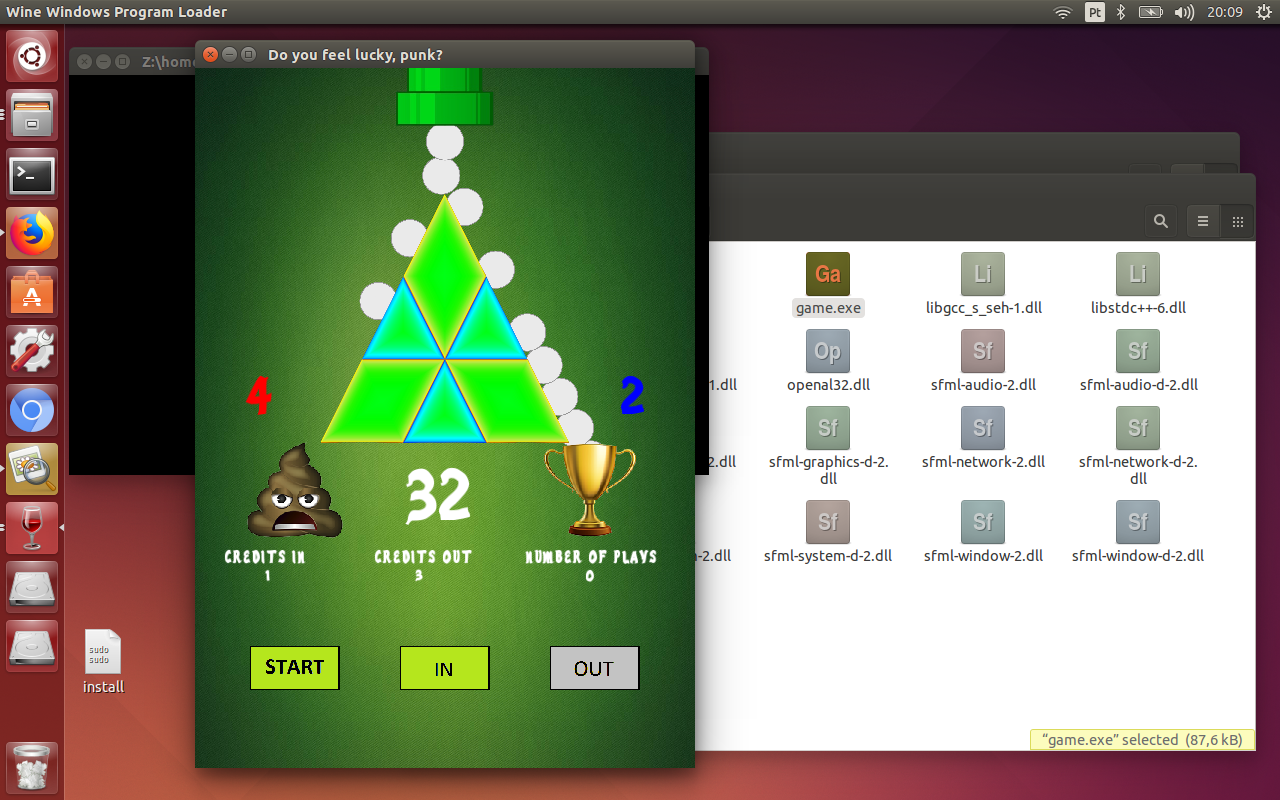 Wine Windows Program Loader
Pt
20:09
Z:\home
Do you feel lucky, punk?
4
2
32
CREDITS IN
1
CREDITS OUT
3
NUMBER OF PLAYS
0
START
IN
OUT
sudo
sudo
install
Ga
game.exe
Li
libgcc_s_seh-1.dll
Li
libstdc++-6.dll
1.dll
Op
openal32.dll
Sf
sfml-audio-2.dll
Sf
sfml-audio-d-2.dll
2.dll
Sf
sfml-graphics-d-2.
dll
Sf
sfml-network-2.dll
Sf
sfml-network-d-2.
dll
-2.dll
Sf
sfml-system-d-2.dll
Sf
sfml-window-2.dll
Sf
sfml-window-d-2.dll
“game.exe” selected (87,6 kB)